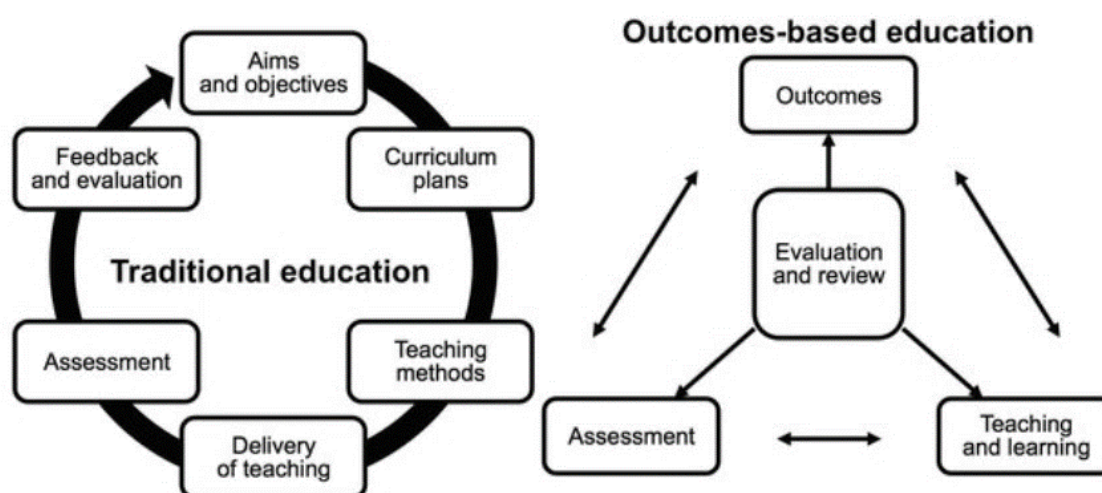 Aims
and objectives
Curriculum
plans
Teaching
methods
Delivery
of teaching
Assessment
Feedback
and evaluation
Traditional education
Outcomes-based education
Outcomes
Evaluation
and review
Assessment
Teaching
and learning